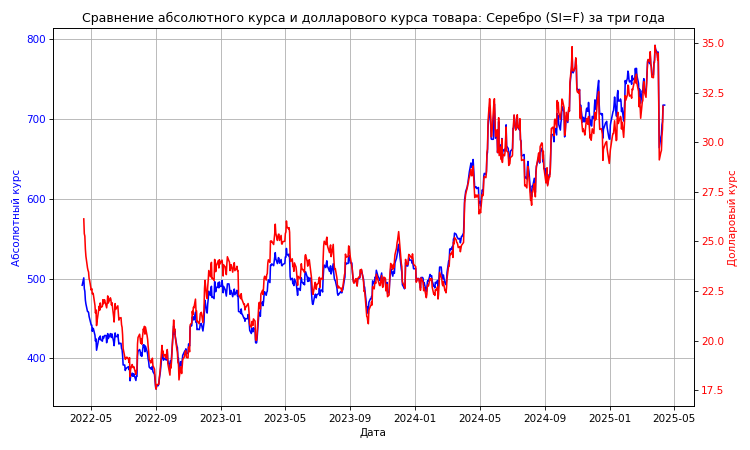 Сравнение абсолютного курса и долларового курса товара: Серебро (SI=F) за три года
Абсолютный курс
800
700
600
500
400
35.0
32.5
30.0
27.5
25.0
22.5
20.0
17.5
Долларовый курс
2022-05 2022-09 2023-01 2023-05 2023-09 2024-01 2024-05 2024-09 2025-01 2025-05
Дата